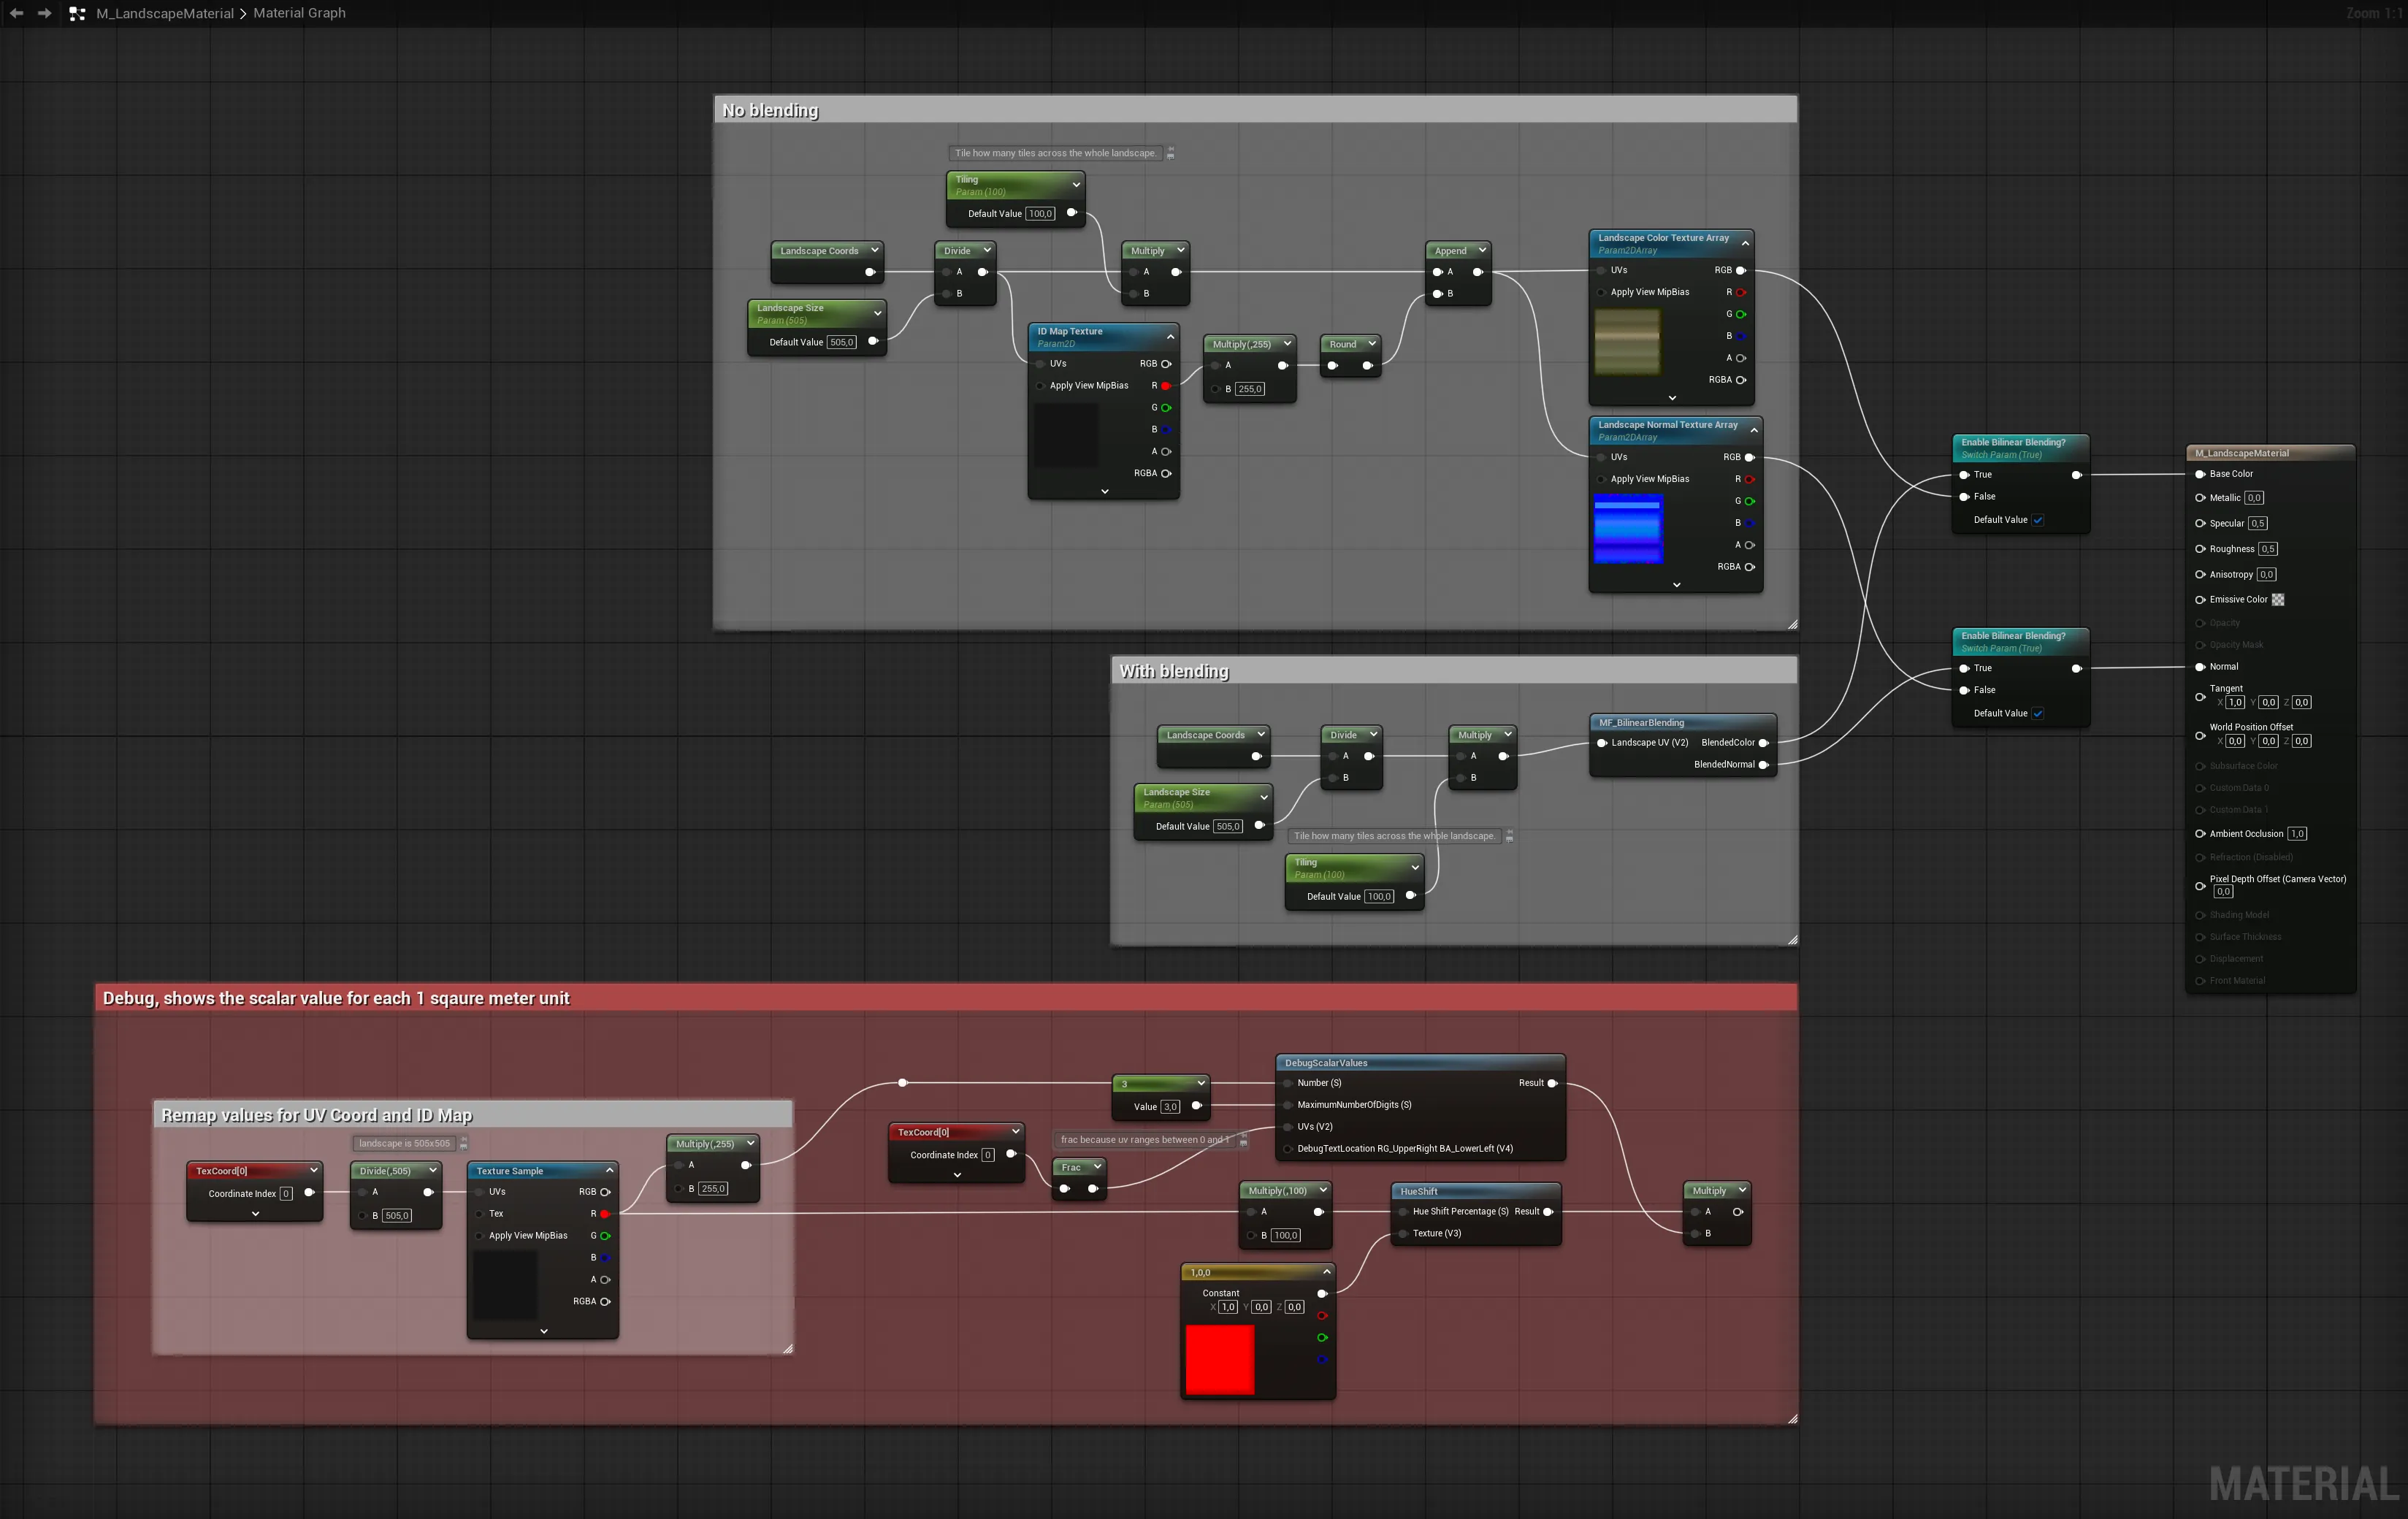 M_LandscapeMaterial > Material Graph
Zoom 1:1
No blending
Tile how many tiles across the whole landscape.
Tiling
Param (100)
Default Value 100,0
Landscape Coords
Divide
A
B
Multiply
A
B
Append
A
B
Landscape Size
Param (505)
Default Value 505,0
ID Map Texture
Param2D
UVs RGB
Apply View MipBias R
G
B
A
RGBA
Multiply(,255)
A
B 255,0
Round
Landscape Color Texture Array
Param2DArray
UVs RGB
Apply View MipBias R
G
B
A
RGBA
Landscape Normal Texture Array
Param2DArray
UVs RGB
Apply View MipBias R
G
B
A
RGBA
Enable Bilinear Blending?
Switch Param (True)
True
False
Default Value
Enable Bilinear Blending?
Switch Param (True)
True
False
Default Value
M_LandscapeMaterial
Base Color
Metallic 0,0
Specular 0,5
Roughness 0,5
Anisotropy 0,0
Emissive Color
Opacity
Opacity Mask
Normal
Tangent
X 1,0 Y 0,0 Z 0,0
World Position Offset
X 0,0 Y 0,0 Z 0,0
Subsurface Color
Custom Data 0
Custom Data 1
Ambient Occlusion 1,0
Refraction (Disabled)
Pixel Depth Offset (Camera Vector)
0,0
Shading Model
Surface Thickness
Displacement
Front Material
With blending
Landscape Coords
Divide
A
B
Multiply
A
B
MF_BilinearBlending
Landscape UV (V2) BlendedColor
BlendedNormal
Landscape Size
Param (505)
Default Value 505,0
Tile how many tiles across the whole landscape.
Tiling
Param (100)
Default Value 100,0
Debug, shows the scalar value for each 1 sqaure meter unit
Remap values for UV Coord and ID Map
landscape is 505x505
TexCoord[0]
Coordinate Index 0
Divide(,505)
A
B 505,0
Texture Sample
UVs RGB
Tex R
Apply View MipBias G
B
A
RGBA
Multiply(,255)
A
B 255,0
TexCoord[0]
Coordinate Index 0
frac because uv ranges between 0 and 1
Frac
3
Value 3,0
DebugScalarValues
Number (S) Result
MaximumNumberOfDigits (S)
UVs (V2)
DebugTextLocation RG_UpperRight BA_LowerLeft (V4)
Multiply(,100)
A
B 100,0
HueShift
Hue Shift Percentage (S) Result
Texture (V3)
Multiply
A
B
1,0,0
Constant
X 1,0 Y 0,0 Z 0,0
MATERIAL